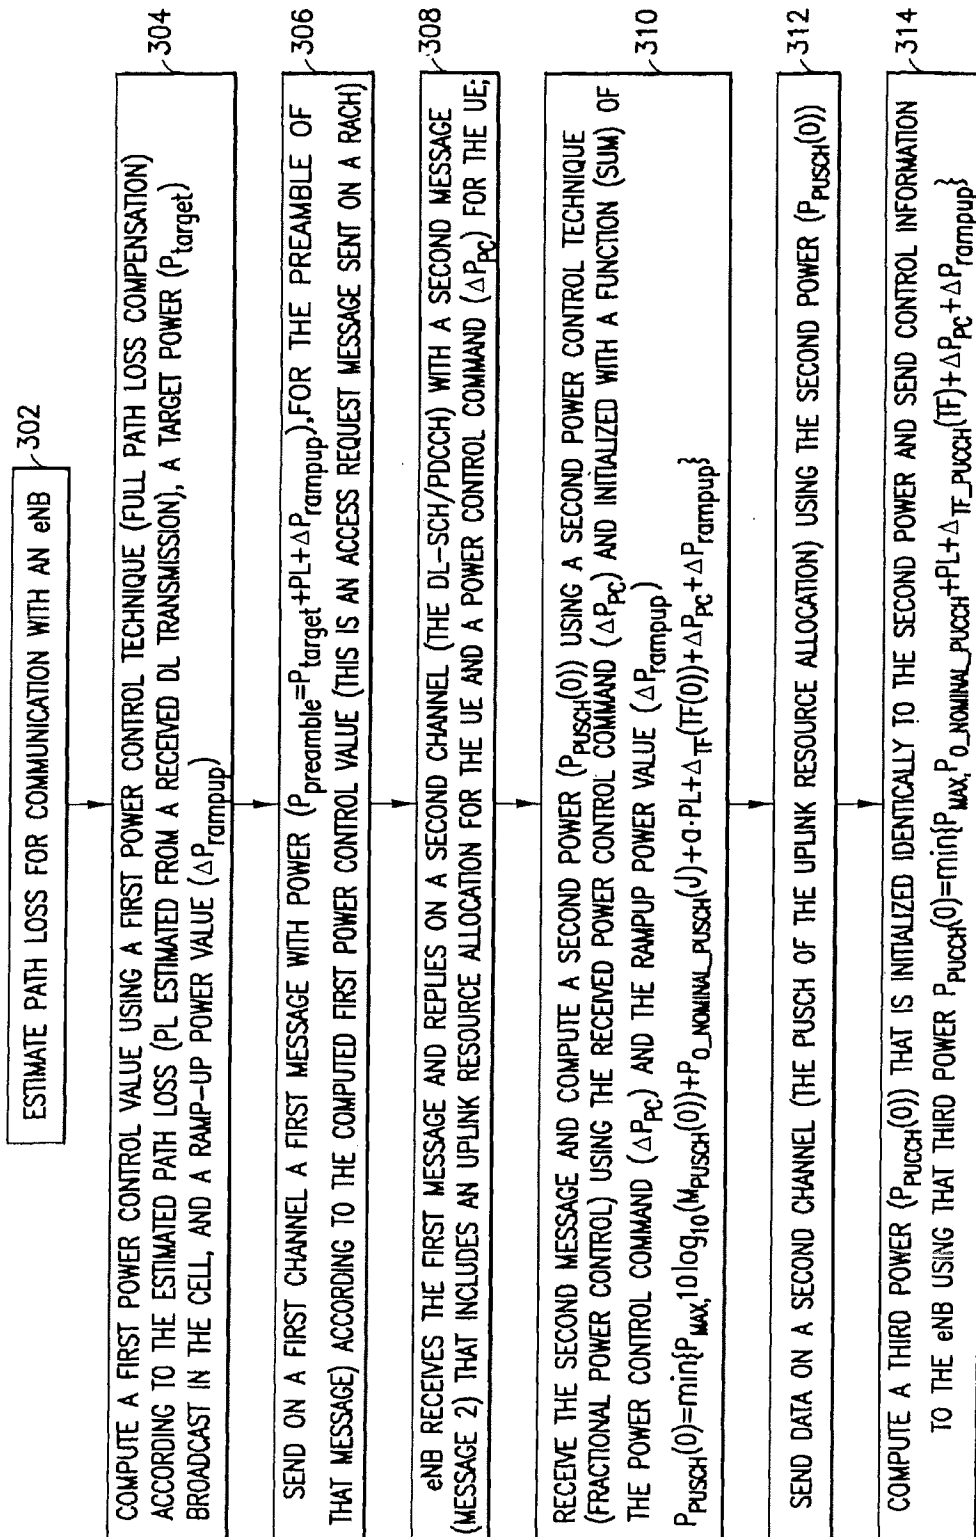 ESTIMATE PATH LOSS FOR COMMUNICATION WITH AN eNB
302
COMPUTE A FIRST POWER CONTROL VALUE USING A FIRST POWER CONTROL TECHNIQUE (FULL PATH LOSS COMPENSATION)
ACCORDING TO THE ESTIMATED PATH LOSS (PL ESTIMATED FROM A RECEIVED DL TRANSMISSION), A TARGET POWER (P_target)
BROADCAST IN THE CELL, AND A RAMP-UP POWER VALUE (ΔP_rampup)
304
SEND ON A FIRST CHANNEL A FIRST MESSAGE WITH POWER (P_preamble=P_target+PL+ΔP_rampup),FOR THE PREAMBLE OF
THAT MESSAGE) ACCORDING TO THE COMPUTED FIRST POWER CONTROL VALUE (THIS IS AN ACCESS REQUEST MESSAGE SENT ON A RACH)
306
eNB RECEIVES THE FIRST MESSAGE AND REPLIES ON A SECOND CHANNEL (THE DL-SCH/PDCCH) WITH A SECOND MESSAGE
(MESSAGE 2) THAT INCLUDES AN UPLINK RESOURCE ALLOCATION FOR THE UE AND A POWER CONTROL COMMAND (ΔP_PC) FOR THE UE;
308
RECEIVE THE SECOND MESSAGE AND COMPUTE A SECOND POWER (P_PUSCH(0)) USING A SECOND POWER CONTROL TECHNIQUE
(FRACTIONAL POWER CONTROL) USING THE RECEIVED POWER CONTROL COMMAND (ΔP_PC) AND INITIALIZED WITH A FUNCTION (SUM) OF
THE POWER CONTROL COMMAND (ΔP_PC) AND THE RAMPUP POWER VALUE (ΔP_rampup)
P_PUSCH(0)=min{P_MAX,10log_10(M_PUSCH(0))+P_0_NOMINAL_PUSCH(J)+α·PL+Δ_TF(TF(0))+ΔP_PC+ΔP_rampup}
310
SEND DATA ON A SECOND CHANNEL (THE PUSCH OF THE UPLINK RESOURCE ALLOCATION) USING THE SECOND POWER (P_PUSCH(0))
312
COMPUTE A THIRD POWER (P_PUCCH(0)) THAT IS INITIALIZED IDENTICALLY TO THE SECOND POWER AND SEND CONTROL INFORMATION
TO THE eNB USING THAT THIRD POWER P_PUCCH(0)=min{P_MAX,P_0_NOMINAL_PUCCH+PL+Δ_TF_PUCCH(TF)+ΔP_PC+ΔP_rampup}
314